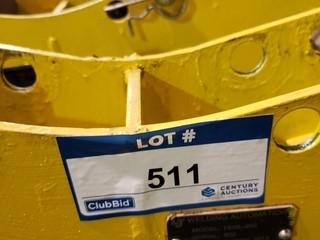 LOT #
511
ClubBid
CENTURY
AUCTIONS